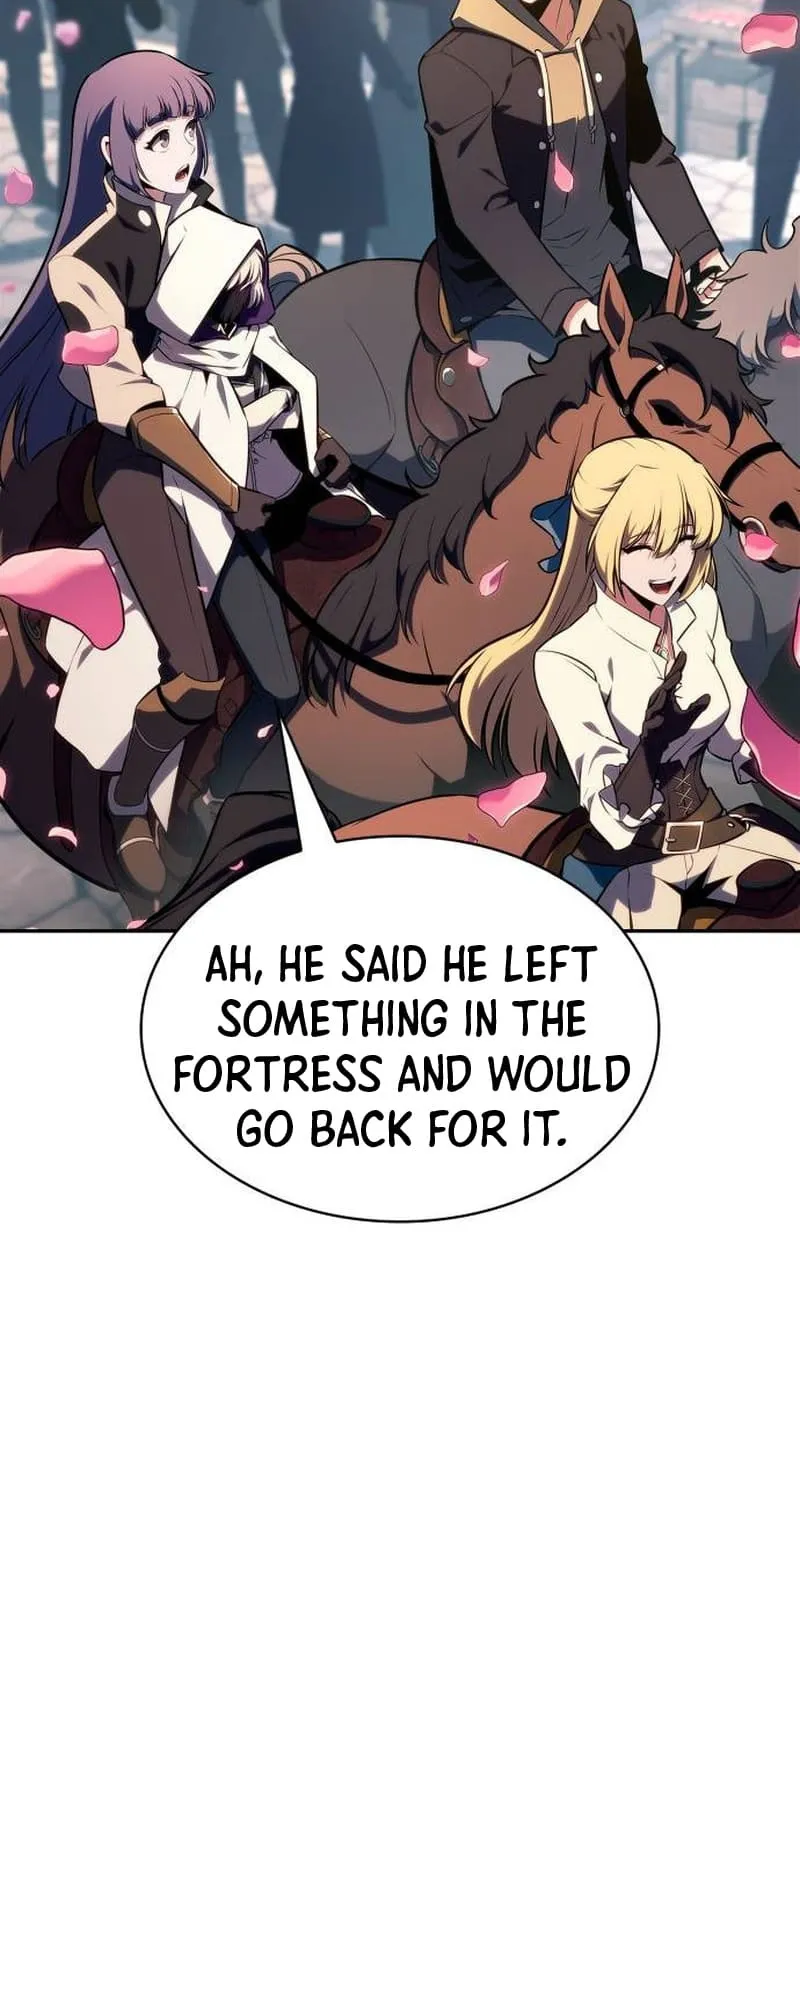 AH, HE SAID HE LEFT
SOMETHING IN THE
FORTRESS AND WOULD
GO BACK FOR IT.